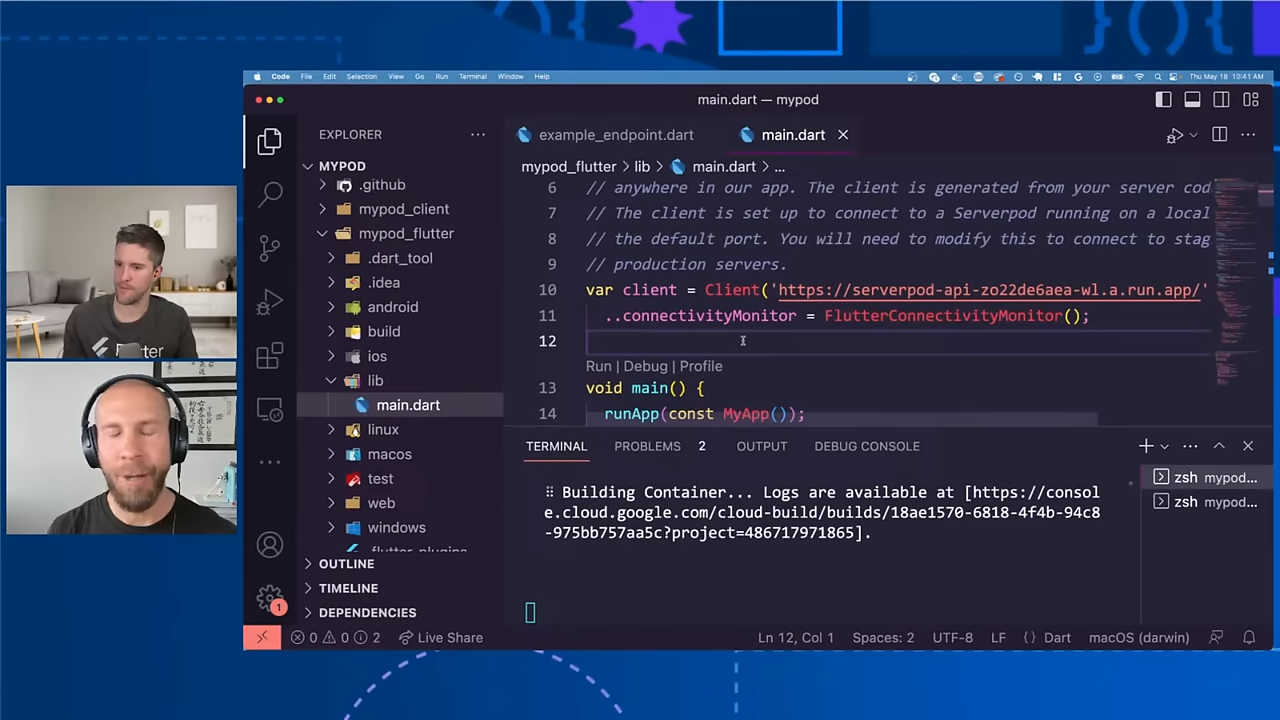 Code File Edit Selection View Go Run Terminal Window Help
Thu May 18 10:41 AM
main.dart — mypod
EXPLORER
MYPOD
.github
mypod_client
mypod_flutter
.dart_tool
.idea
android
build
ios
lib
main.dart
linux
macos
test
web
windows
.flutter-plugins
OUTLINE
TIMELINE
DEPENDENCIES
example_endpoint.dart
main.dart
mypod_flutter > lib > main.dart > ...
6 // anywhere in our app. The client is generated from your server cod
7 // The client is set up to connect to a Serverpod running on a local
8 // the default port. You will need to modify this to connect to stag
9 // production servers.
10 var client = Client('https://serverpod-api-zo22de6aea-wl.a.run.app/'
11 ..connectivityMonitor = FlutterConnectivityMonitor();
12
Run | Debug | Profile
13 void main() {
14 runApp(const MyApp());
TERMINAL PROBLEMS 2 OUTPUT DEBUG CONSOLE
Building Container... Logs are available at [https://consol
e.cloud.google.com/cloud-build/builds/18ae1570-6818-4f4b-94c8
-975bb757aa5c?project=486717971865].
zsh mypod...
zsh mypod...
1
0 0 2 Live Share
Ln 12, Col 1 Spaces: 2 UTF-8 LF {} Dart macOS (darwin)